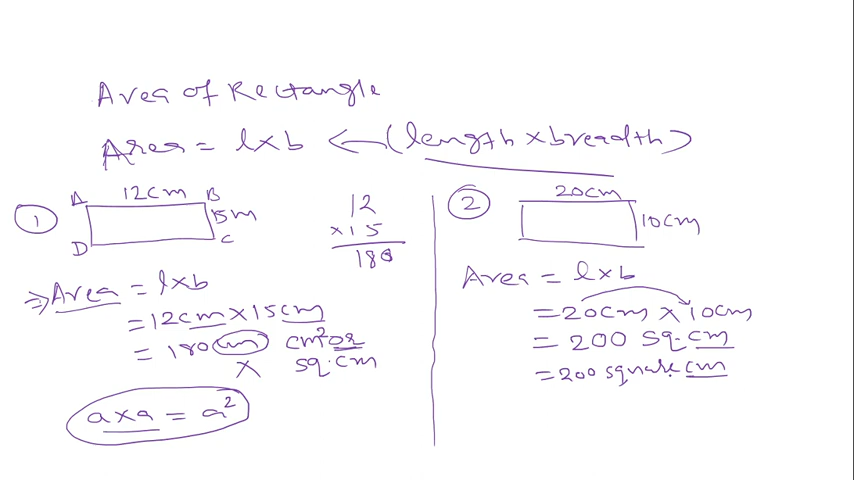 Area of Rectangle
Area = l×b ← (length × breadth)
① A 12cm B
15m
D C
12
×15
180
⇒ Area = l×b
= 12cm × 15cm
= 180 cm cm² or
× sq.cm
a×a = a²
② 20cm
10cm
Area = l×b
= 20cm × 10cm
= 200 sq.cm
= 200 square cm